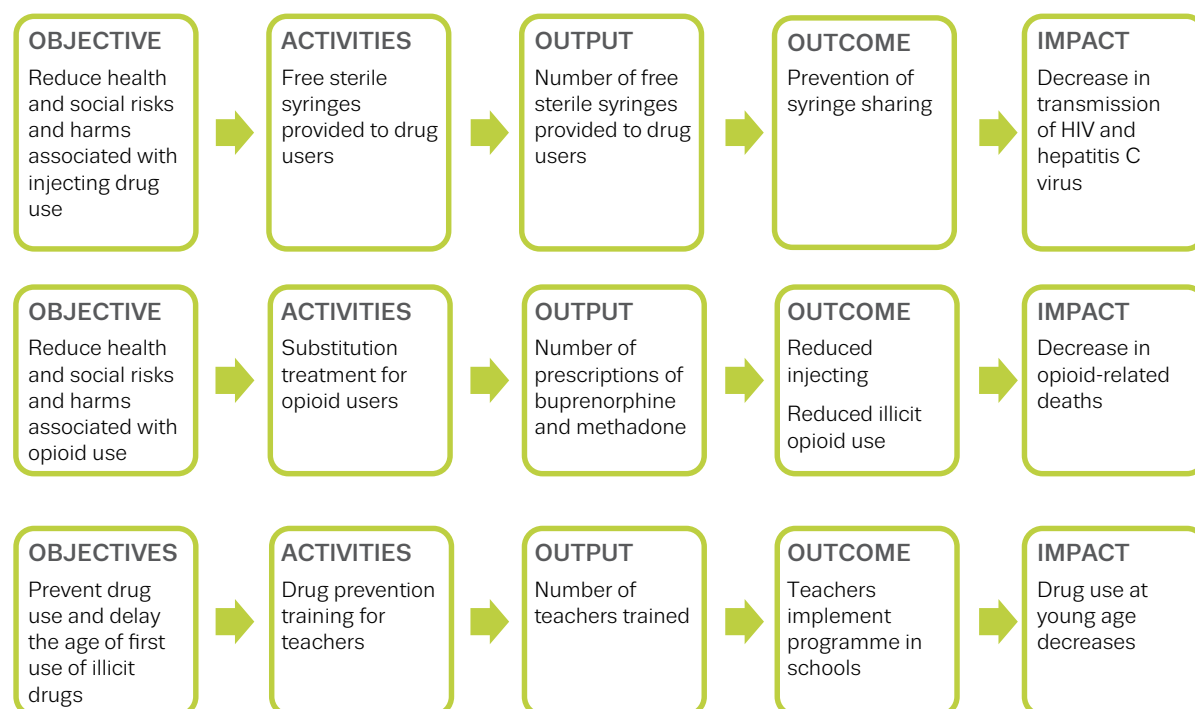 OBJECTIVE
Reduce health
and social risks
and harms
associated with
injecting drug
use
ACTIVITIES
Free sterile
syringes
provided to drug
users
OUTPUT
Number of free
sterile syringes
provided to drug
users
OUTCOME
Prevention of
syringe sharing
IMPACT
Decrease in
transmission
of HIV and
hepatitis C
virus
OBJECTIVE
Reduce health
and social risks
and harms
associated with
opioid use
ACTIVITIES
Substitution
treatment for
opioid users
OUTPUT
Number of
prescriptions of
buprenorphine
and methadone
OUTCOME
Reduced
injecting
Reduced illicit
opioid use
IMPACT
Decrease in
opioid-related
deaths
OBJECTIVES
Prevent drug
use and delay
the age of first
use of illicit
drugs
ACTIVITIES
Drug prevention
training for
teachers
OUTPUT
Number of
teachers trained
OUTCOME
Teachers
implement
programme in
schools
IMPACT
Drug use at
young age
decreases